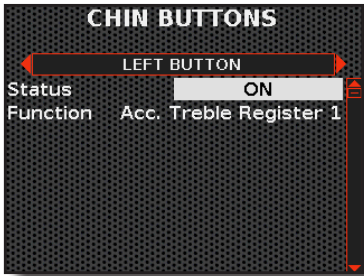 CHIN BUTTONS
LEFT BUTTON
Status ON
Function Acc. Treble Register 1